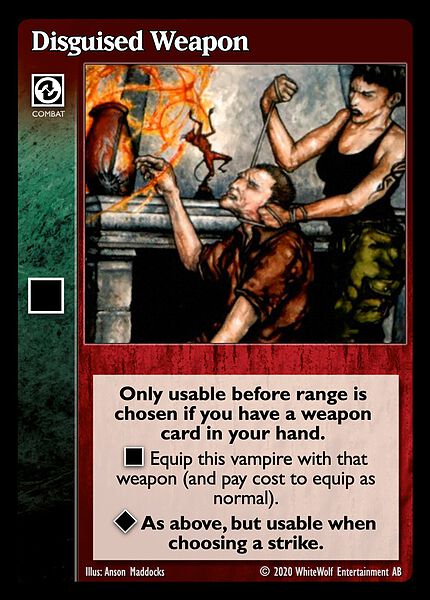 Disguised Weapon
COMBAT
Only usable before range is
chosen if you have a weapon
card in your hand.
Equip this vampire with that
weapon (and pay cost to equip as
normal).
As above, but usable when
choosing a strike.
Illus: Anson Maddocks © 2020 WhiteWolf Entertainment AB